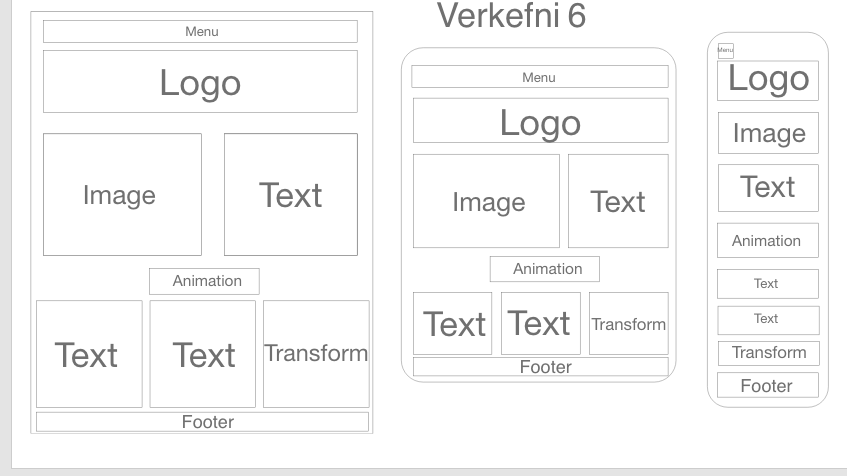 Verkefni 6
Menu
Logo
Image
Text
Animation
Text
Text
Transform
Footer
Menu
Logo
Image
Text
Animation
Text
Text
Transform
Footer
Menu
Logo
Image
Text
Animation
Text
Text
Transform
Footer